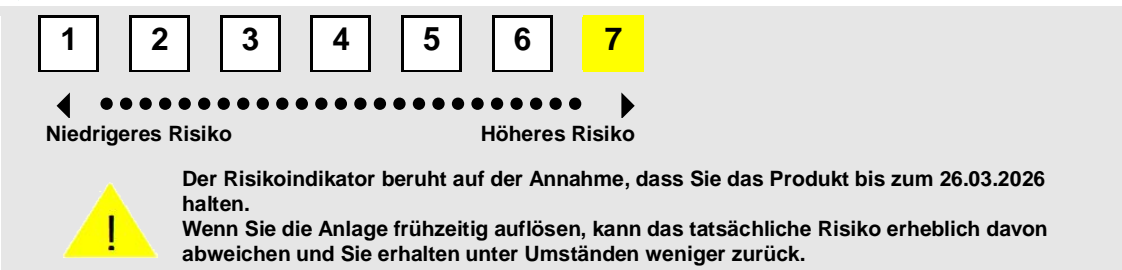 1 2 3 4 5 6 7
Niedrigeres Risiko Höheres Risiko
Der Risikoindikator beruht auf der Annahme, dass Sie das Produkt bis zum 26.03.2026
halten.
!
Wenn Sie die Anlage frühzeitig auflösen, kann das tatsächliche Risiko erheblich davon
abweichen und Sie erhalten unter Umständen weniger zurück.